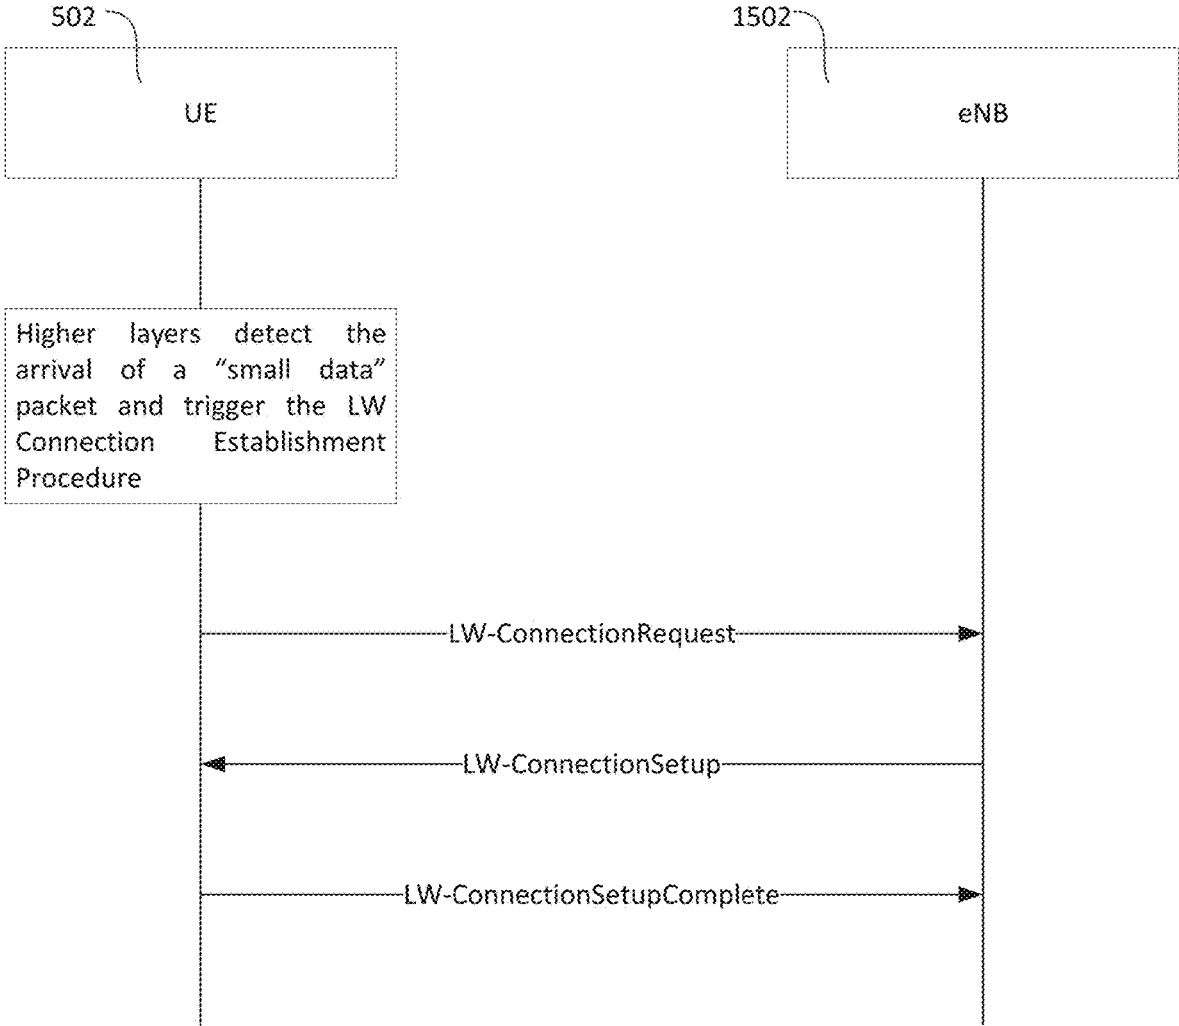 502
1502
UE
eNB
Higher layers detect the
arrival of a “small data”
packet and trigger the LW
Connection Establishment
Procedure
LW-ConnectionRequest
LW-ConnectionSetup
LW-ConnectionSetupComplete